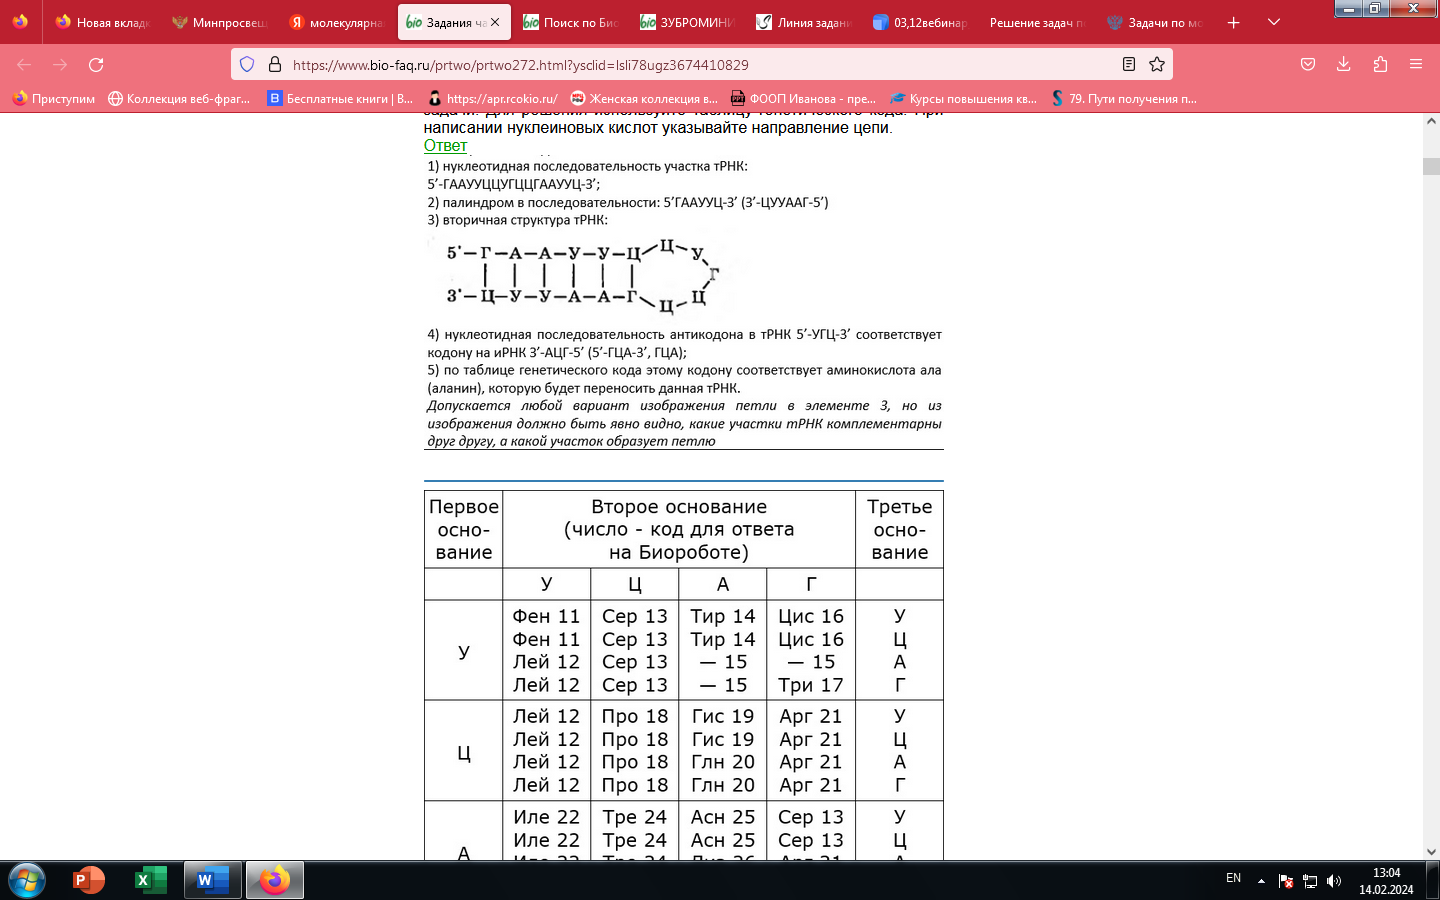 Новая вкладк
Минпросвещ
молекулярна
Задания ча
Поиск по Био
ЗУБРОМИНИ
Линия задани
03,12вебинар
Решение задач п
Задачи по мо
https://www.bio-faq.ru/prtwo/prtwo272.html?ysclid=lsli78ugz3674410829
Приступим
Коллекция веб-фраг...
Бесплатные книги | B...
https://apr.rcokio.ru/
Женская коллекция в...
ФООП Иванова - пре...
Курсы повышения кв...
79. Пути получения п...
написании нуклеиновых кислот указывайте направление цепи.
Ответ
1) нуклеотидная последовательность участка тРНК:
5’-ГААУУЦЦУГЦЦГААУУЦ-3’;
2) палиндром в последовательности: 5’ГААУУЦ-3’ (3’-ЦУУААГ-5’)
3) вторичная структура тРНК:
5’ – Г – А – А – У – У – Ц Ц – У
Г
3’ – Ц – У – У – А – А – Г Ц – Ц
4) нуклеотидная последовательность антикодона в тРНК 5’-УГЦ-3’ соответствует
кодону на иРНК 3’-АЦГ-5’ (5’-ГЦА-3’, ГЦА);
5) по таблице генетического кода этому кодону соответствует аминокислота ала
(аланин), которую будет переносить данная тРНК.
Допускается любой вариант изображения петли в элементе 3, но из
изображения должно быть явно видно, какие участки тРНК комплементарны
друг другу, а какой участок образует петлю
Первое осно-вание
Второе основание
(число - код для ответа
на Биороботе)
Третье осно-вание
У Ц А Г
У
Фен 11 Сер 13 Тир 14 Цис 16 У
Фен 11 Сер 13 Тир 14 Цис 16 Ц
Лей 12 Сер 13 — 15 — 15 А
Лей 12 Сер 13 — 15 Три 17 Г
Ц
Лей 12 Про 18 Гис 19 Арг 21 У
Лей 12 Про 18 Гис 19 Арг 21 Ц
Лей 12 Про 18 Глн 20 Арг 21 А
Лей 12 Про 18 Глн 20 Арг 21 Г
А
Иле 22 Тре 24 Асн 25 Сер 13 У
Иле 22 Тре 24 Асн 25 Сер 13 Ц
EN
13:04
14.02.2024